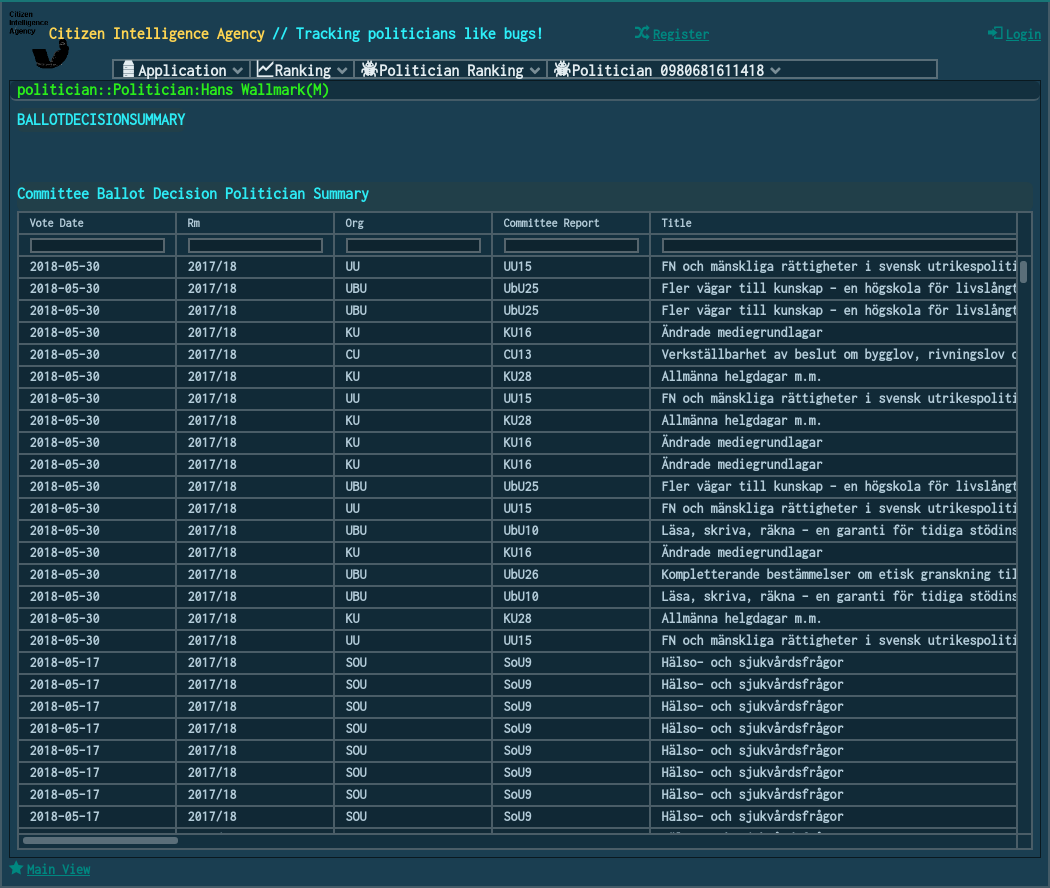 Citizen
Intelligence
Agency
Citizen Intelligence Agency // Tracking politicians like bugs!
Register
Login
Application
Ranking
Politician Ranking
Politician 0980681611418
politician::Politician:Hans Wallmark(M)
BALLOTDECISIONSUMMARY
Committee Ballot Decision Politician Summary
Vote Date Rm Org Committee Report Title
2018-05-30 2017/18 UU UU15 FN och mänskliga rättigheter i svensk utrikespoliti
2018-05-30 2017/18 UBU UbU25 Fler vägar till kunskap – en högskola för livslångt
2018-05-30 2017/18 UBU UbU25 Fler vägar till kunskap – en högskola för livslångt
2018-05-30 2017/18 KU KU16 Ändrade mediegrundlagar
2018-05-30 2017/18 CU CU13 Verkställbarhet av beslut om bygglov, rivningslov o
2018-05-30 2017/18 KU KU28 Allmänna helgdagar m.m.
2018-05-30 2017/18 UU UU15 FN och mänskliga rättigheter i svensk utrikespoliti
2018-05-30 2017/18 KU KU28 Allmänna helgdagar m.m.
2018-05-30 2017/18 KU KU16 Ändrade mediegrundlagar
2018-05-30 2017/18 KU KU16 Ändrade mediegrundlagar
2018-05-30 2017/18 UBU UbU25 Fler vägar till kunskap – en högskola för livslångt
2018-05-30 2017/18 UU UU15 FN och mänskliga rättigheter i svensk utrikespoliti
2018-05-30 2017/18 UBU UbU10 Läsa, skriva, räkna – en garanti för tidiga stödins
2018-05-30 2017/18 KU KU16 Ändrade mediegrundlagar
2018-05-30 2017/18 UBU UbU26 Kompletterande bestämmelser om etisk granskning til
2018-05-30 2017/18 UBU UbU10 Läsa, skriva, räkna – en garanti för tidiga stödins
2018-05-30 2017/18 KU KU28 Allmänna helgdagar m.m.
2018-05-30 2017/18 UU UU15 FN och mänskliga rättigheter i svensk utrikespoliti
2018-05-17 2017/18 SOU SoU9 Hälso- och sjukvårdsfrågor
2018-05-17 2017/18 SOU SoU9 Hälso- och sjukvårdsfrågor
2018-05-17 2017/18 SOU SoU9 Hälso- och sjukvårdsfrågor
2018-05-17 2017/18 SOU SoU9 Hälso- och sjukvårdsfrågor
2018-05-17 2017/18 SOU SoU9 Hälso- och sjukvårdsfrågor
2018-05-17 2017/18 SOU SoU9 Hälso- och sjukvårdsfrågor
2018-05-17 2017/18 SOU SoU9 Hälso- och sjukvårdsfrågor
2018-05-17 2017/18 SOU SoU9 Hälso- och sjukvårdsfrågor
Main View